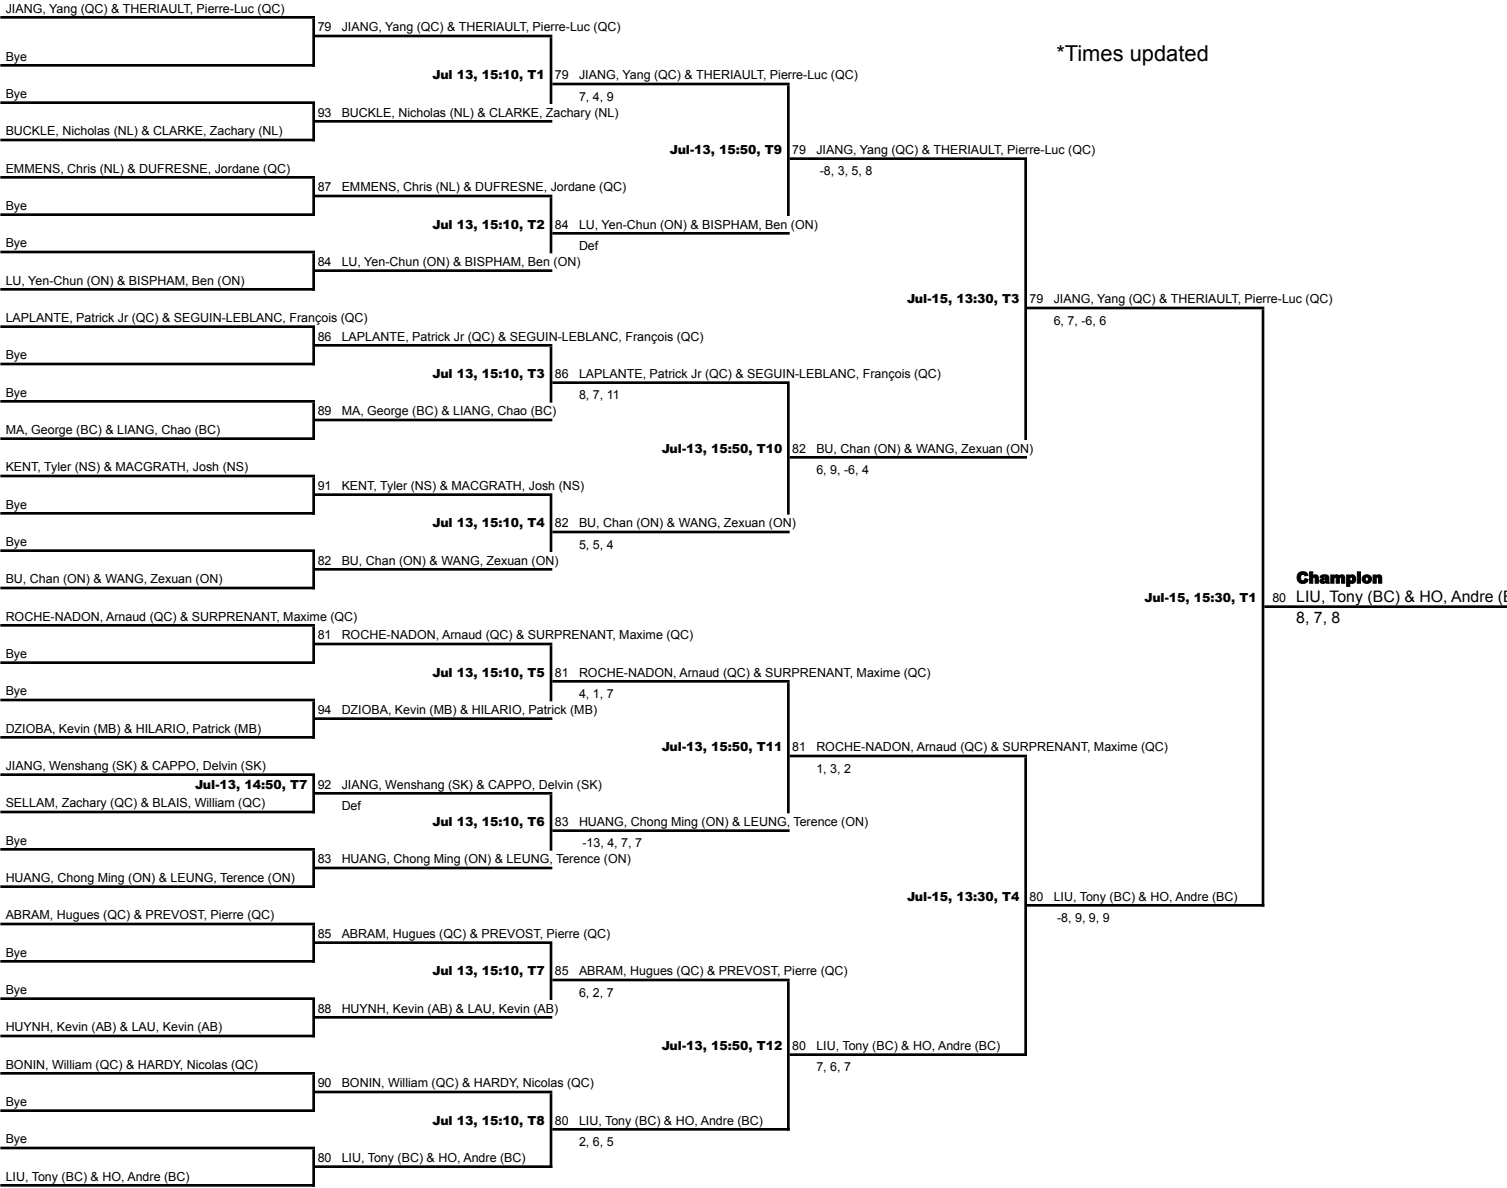 JIANG, Yang (QC) & THERIAULT, Pierre-Luc (QC)
79 JIANG, Yang (QC) & THERIAULT, Pierre-Luc (QC)
*Times updated
Bye
Jul 13, 15:10, T1 79 JIANG, Yang (QC) & THERIAULT, Pierre-Luc (QC)
Bye
7, 4, 9
93 BUCKLE, Nicholas (NL) & CLARKE, Zachary (NL)
BUCKLE, Nicholas (NL) & CLARKE, Zachary (NL)
Jul-13, 15:50, T9 79 JIANG, Yang (QC) & THERIAULT, Pierre-Luc (QC)
EMMENS, Chris (NL) & DUFRESNE, Jordane (QC)
-8, 3, 5, 8
87 EMMENS, Chris (NL) & DUFRESNE, Jordane (QC)
Bye
Jul 13, 15:10, T2 84 LU, Yen-Chun (ON) & BISPHAM, Ben (ON)
Bye
Def
84 LU, Yen-Chun (ON) & BISPHAM, Ben (ON)
LU, Yen-Chun (ON) & BISPHAM, Ben (ON)
Jul-15, 13:30, T3 79 JIANG, Yang (QC) & THERIAULT, Pierre-Luc (QC)
LAPLANTE, Patrick Jr (QC) & SEGUIN-LEBLANC, François (QC)
6, 7, -6, 6
86 LAPLANTE, Patrick Jr (QC) & SEGUIN-LEBLANC, François (QC)
Bye
Jul 13, 15:10, T3 86 LAPLANTE, Patrick Jr (QC) & SEGUIN-LEBLANC, François (QC)
Bye
8, 7, 11
89 MA, George (BC) & LIANG, Chao (BC)
MA, George (BC) & LIANG, Chao (BC)
Jul-13, 15:50, T10 82 BU, Chan (ON) & WANG, Zexuan (ON)
KENT, Tyler (NS) & MACGRATH, Josh (NS)
6, 9, -6, 4
91 KENT, Tyler (NS) & MACGRATH, Josh (NS)
Bye
Jul 13, 15:10, T4 82 BU, Chan (ON) & WANG, Zexuan (ON)
Bye
5, 5, 4
82 BU, Chan (ON) & WANG, Zexuan (ON)
BU, Chan (ON) & WANG, Zexuan (ON)
Champion
Jul-15, 15:30, T1 80 LIU, Tony (BC) & HO, Andre (
8, 7, 8
ROCHE-NADON, Arnaud (QC) & SURPRENANT, Maxime (QC)
81 ROCHE-NADON, Arnaud (QC) & SURPRENANT, Maxime (QC)
Bye
Jul 13, 15:10, T5 81 ROCHE-NADON, Arnaud (QC) & SURPRENANT, Maxime (QC)
Bye
4, 1, 7
94 DZIOBA, Kevin (MB) & HILARIO, Patrick (MB)
DZIOBA, Kevin (MB) & HILARIO, Patrick (MB)
Jul-13, 15:50, T11 81 ROCHE-NADON, Arnaud (QC) & SURPRENANT, Maxime (QC)
JIANG, Wenshang (SK) & CAPPO, Delvin (SK)
1, 3, 2
Jul-13, 14:50, T7 92 JIANG, Wenshang (SK) & CAPPO, Delvin (SK)
SELLAM, Zachary (QC) & BLAIS, William (QC)
Def
Jul 13, 15:10, T6 83 HUANG, Chong Ming (ON) & LEUNG, Terence (ON)
Bye
-13, 4, 7, 7
83 HUANG, Chong Ming (ON) & LEUNG, Terence (ON)
HUANG, Chong Ming (ON) & LEUNG, Terence (ON)
Jul-15, 13:30, T4 80 LIU, Tony (BC) & HO, Andre (BC)
ABRAM, Hugues (QC) & PREVOST, Pierre (QC)
-8, 9, 9, 9
85 ABRAM, Hugues (QC) & PREVOST, Pierre (QC)
Bye
Jul 13, 15:10, T7 85 ABRAM, Hugues (QC) & PREVOST, Pierre (QC)
Bye
6, 2, 7
88 HUYNH, Kevin (AB) & LAU, Kevin (AB)
HUYNH, Kevin (AB) & LAU, Kevin (AB)
Jul-13, 15:50, T12 80 LIU, Tony (BC) & HO, Andre (BC)
BONIN, William (QC) & HARDY, Nicolas (QC)
7, 6, 7
90 BONIN, William (QC) & HARDY, Nicolas (QC)
Bye
Jul 13, 15:10, T8 80 LIU, Tony (BC) & HO, Andre (BC)
Bye
2, 6, 5
80 LIU, Tony (BC) & HO, Andre (BC)
LIU, Tony (BC) & HO, Andre (BC)